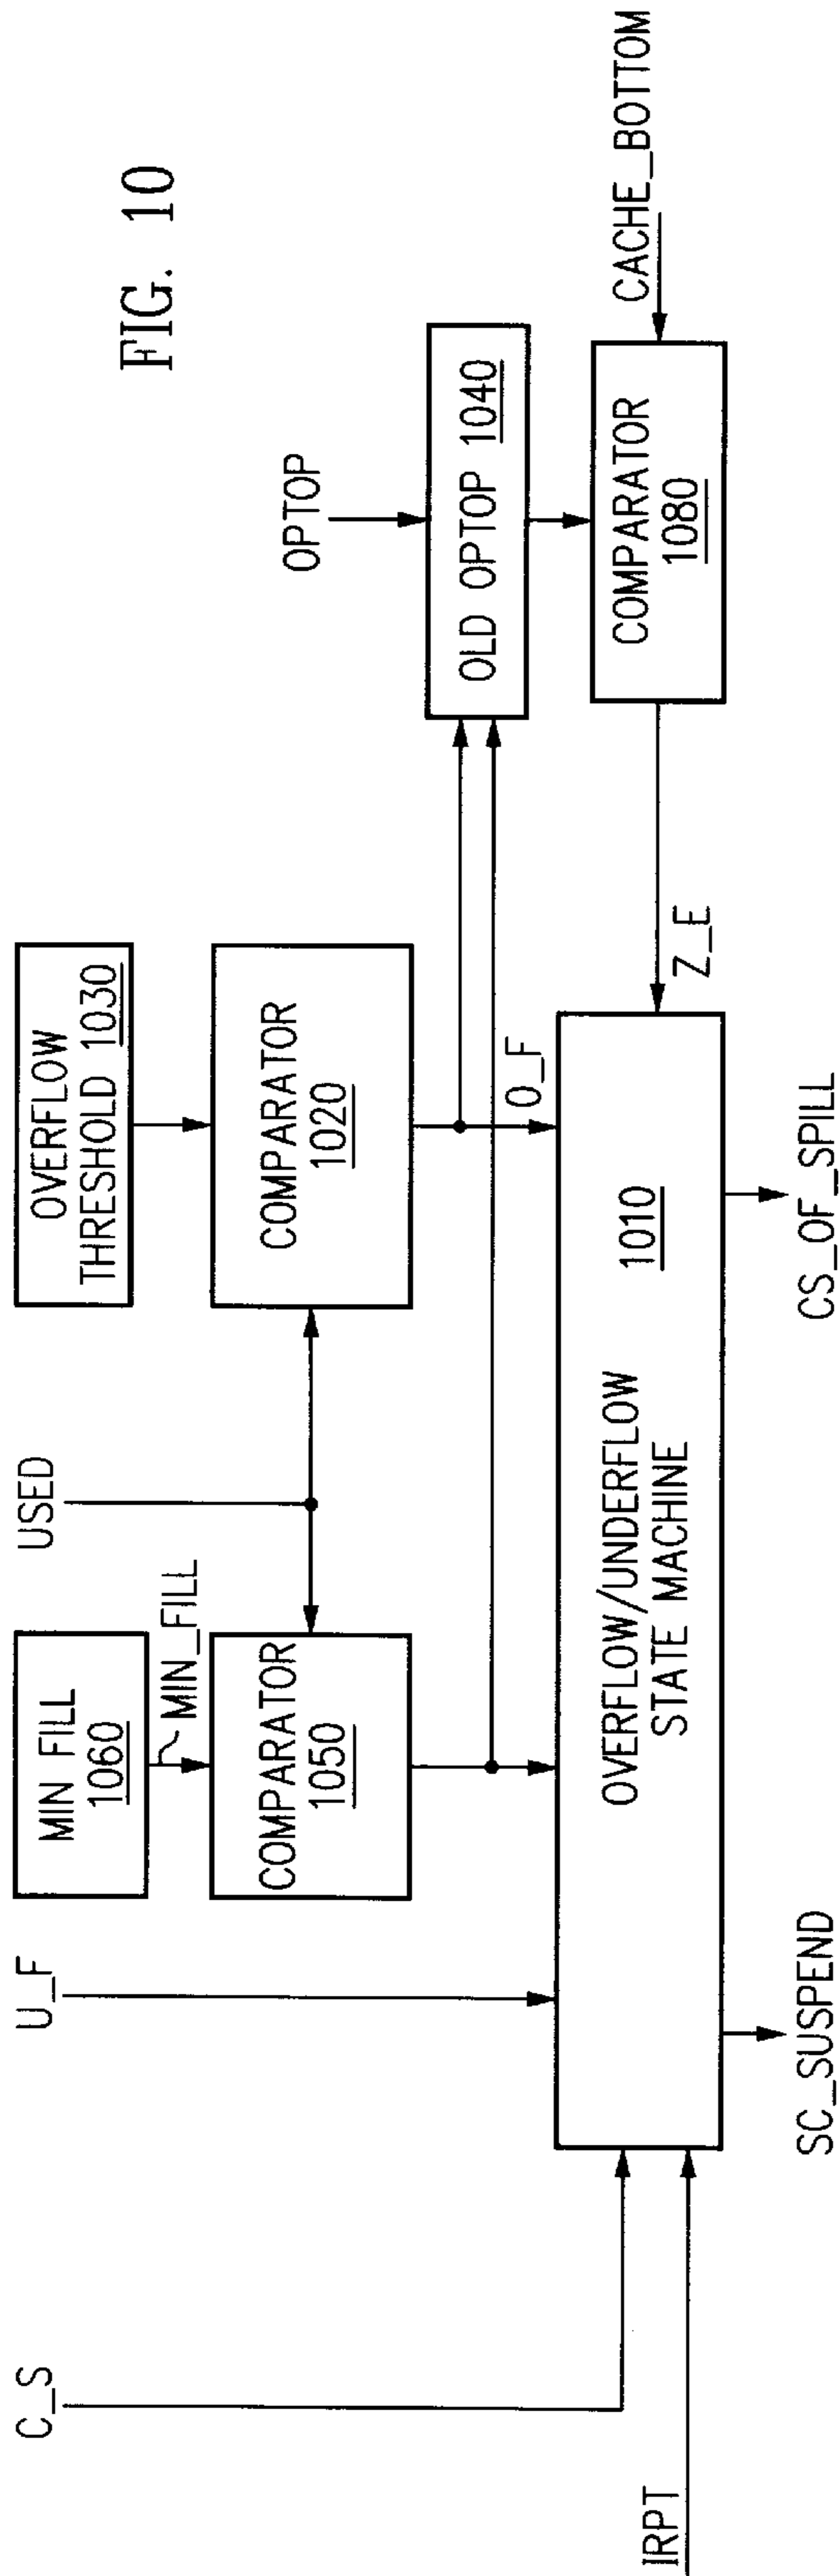 FIG. 10
C_S
U_F
MIN FILL
1060
MIN_FILL
USED
OVERFLOW
THRESHOLD 1030
COMPARATOR
1050
COMPARATOR
1020
OPTOP
OLD OPTOP 1040
IRPT
OVERFLOW/UNDERFLOW
STATE MACHINE
1010
O_F
Z_E
COMPARATOR
1080
CACHE_BOTTOM
SC_SUSPEND
CS_OF_SPILL